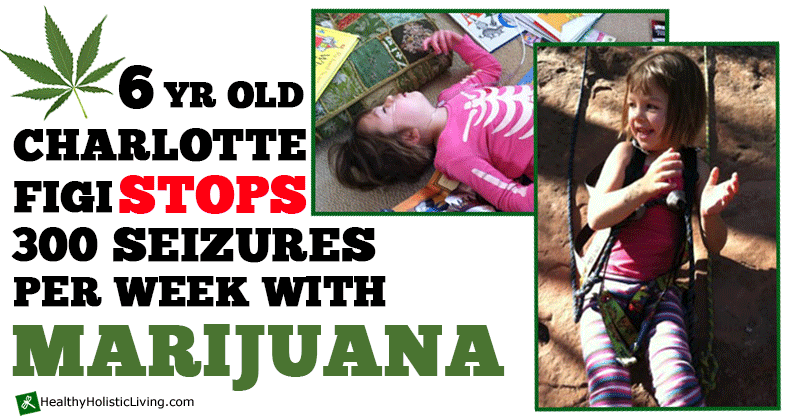 6 YR OLD
CHARLOTTE
FIGI STOPS
300 SEIZURES
PER WEEK WITH
MARIJUANA
HealthyHolisticLiving.com